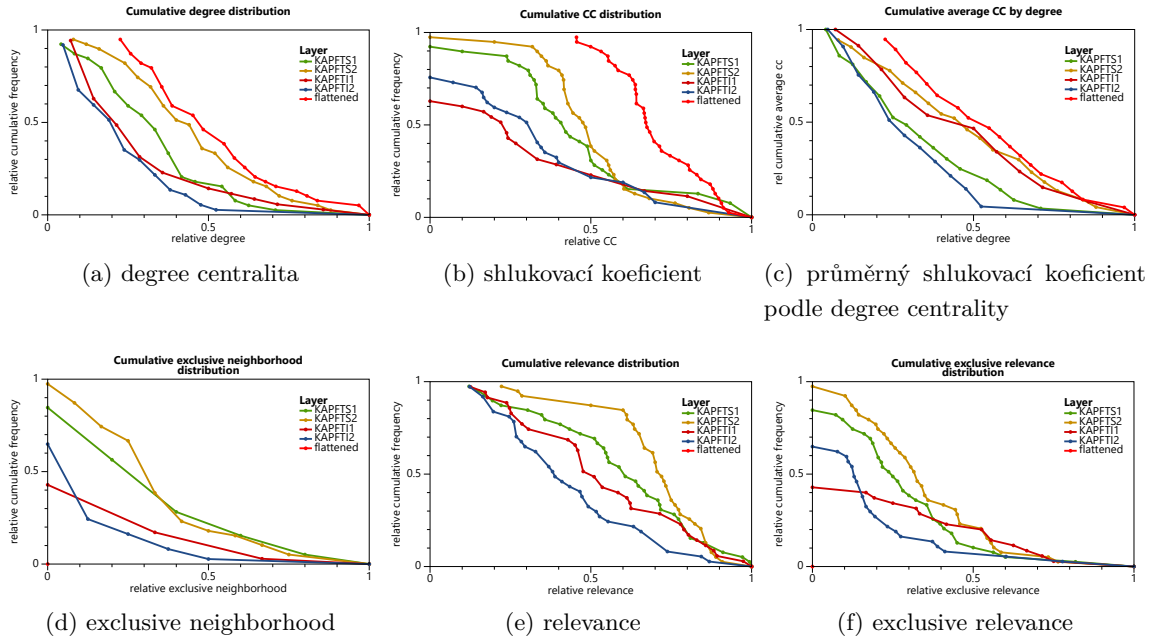 Cumulative degree distribution
1
0.5
0
0.5
1
relative cumulative frequency
relative degree
Layer
KAPFTS1
KAPFTS2
KAPFTI1
KAPFTI2
flattened
(a) degree centralita
Cumulative CC distribution
1
0.5
0
0
0.5
1
relative cumulative frequency
relative CC
Layer
KAPFTS1
KAPFTS2
KAPFTI1
KAPFTI2
flattened
(b) shlukovací koeficient
Cumulative average CC by degree
1
0.5
0
0
0.5
1
rel cumulative average cc
relative degree
Layer
KAPFTS1
KAPFTS2
KAPFTI1
KAPFTI2
flattened
(c) průměrný shlukovací koeficient
podle degree centrality
Cumulative exclusive neighborhood
distribution
1
0.5
0
0
0.5
1
relative cumulative frequency
relative exclusive neighborhood
Layer
KAPFTS1
KAPFTS2
KAPFTI1
KAPFTI2
flattened
(d) exclusive neighborhood
Cumulative relevance distribution
1
0.5
0
0
0.5
1
relative cumulative frequency
relative relevance
Layer
KAPFTS1
KAPFTS2
KAPFTI1
KAPFTI2
flattened
(e) relevance
Cumulative exclusive relevance
distribution
1
0.5
0
0
0.5
1
relative cumulative frequency
relative exclusive relevance
Layer
KAPFTS1
KAPFTS2
KAPFTI1
KAPFTI2
flattened
(f) exclusive relevance